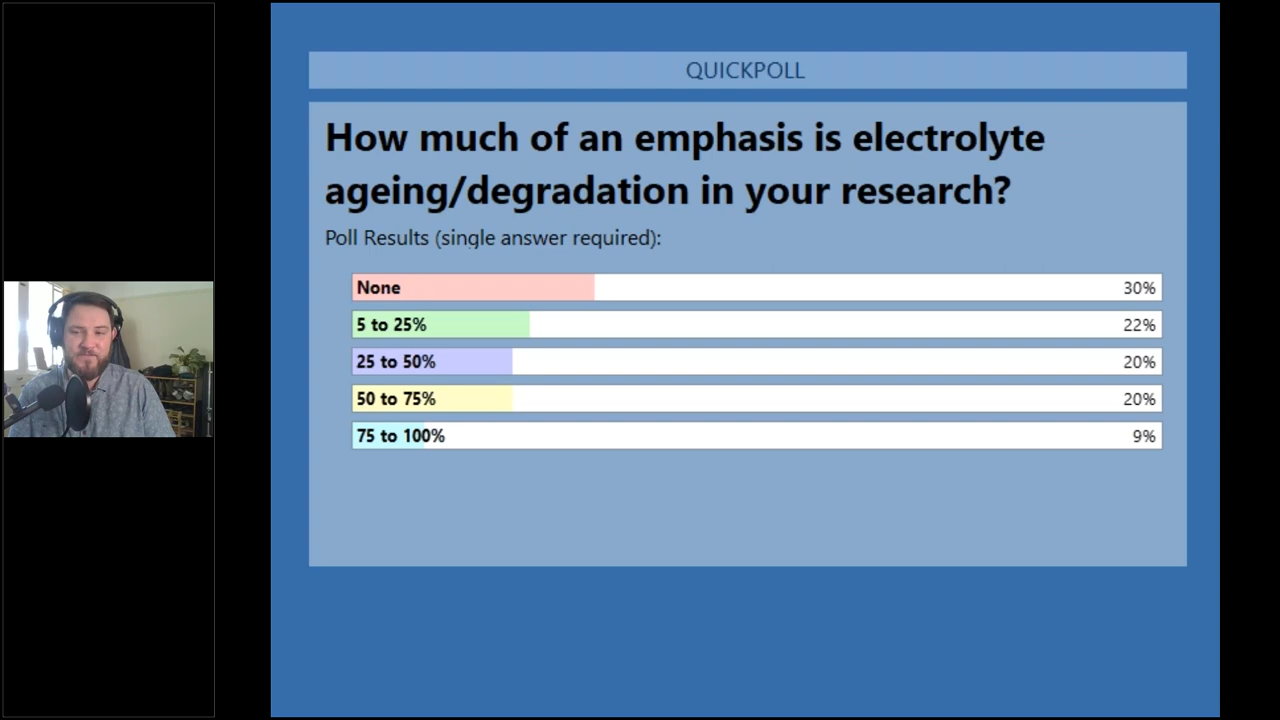 QUICKPOLL
How much of an emphasis is electrolyte
ageing/degradation in your research?
Poll Results (single answer required):
None 30%
5 to 25% 22%
25 to 50% 20%
50 to 75% 20%
75 to 100% 9%